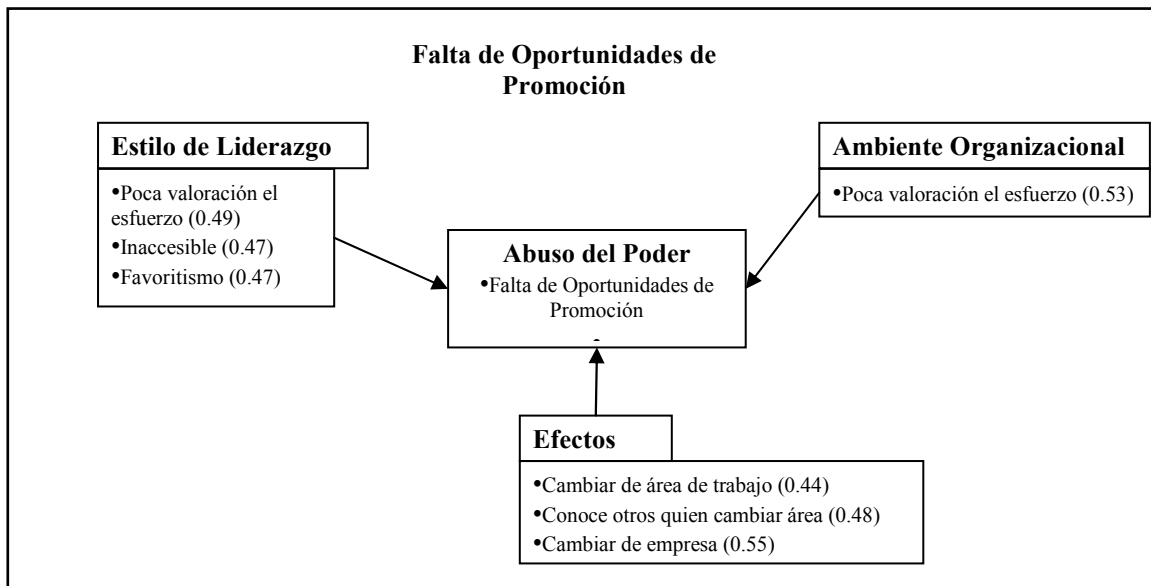 Falta de Oportunidades de
Promoción
Estilo de Liderazgo
•Poca valoración el
esfuerzo (0.49)
•Inaccesible (0.47)
•Favoritismo (0.47)
Ambiente Organizacional
•Poca valoración el esfuerzo (0.53)
Abuso del Poder
•Falta de Oportunidades de
Promoción
-
Efectos
•Cambiar de área de trabajo (0.44)
•Conoce otros quien cambiar área (0.48)
•Cambiar de empresa (0.55)